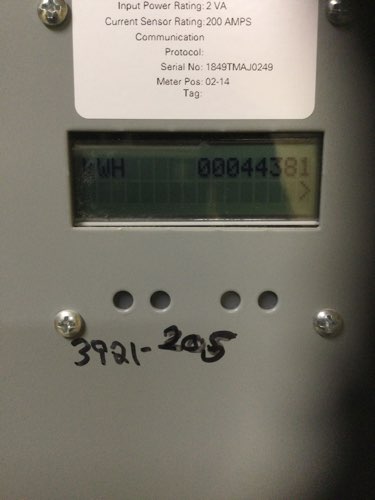 Input Power Rating: 2 VA
Current Sensor Rating: 200 AMPS
Communication
Protocol:
Serial No: 1849TMAJ0249
Meter Pos: 02-14
Tag:
kWH 00044381
>
3921-205